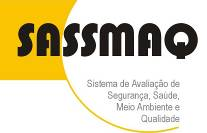 SASSMAQ
Sistema de Avaliação de
Segurança, Saúde,
Meio Ambiente e
Qualidade